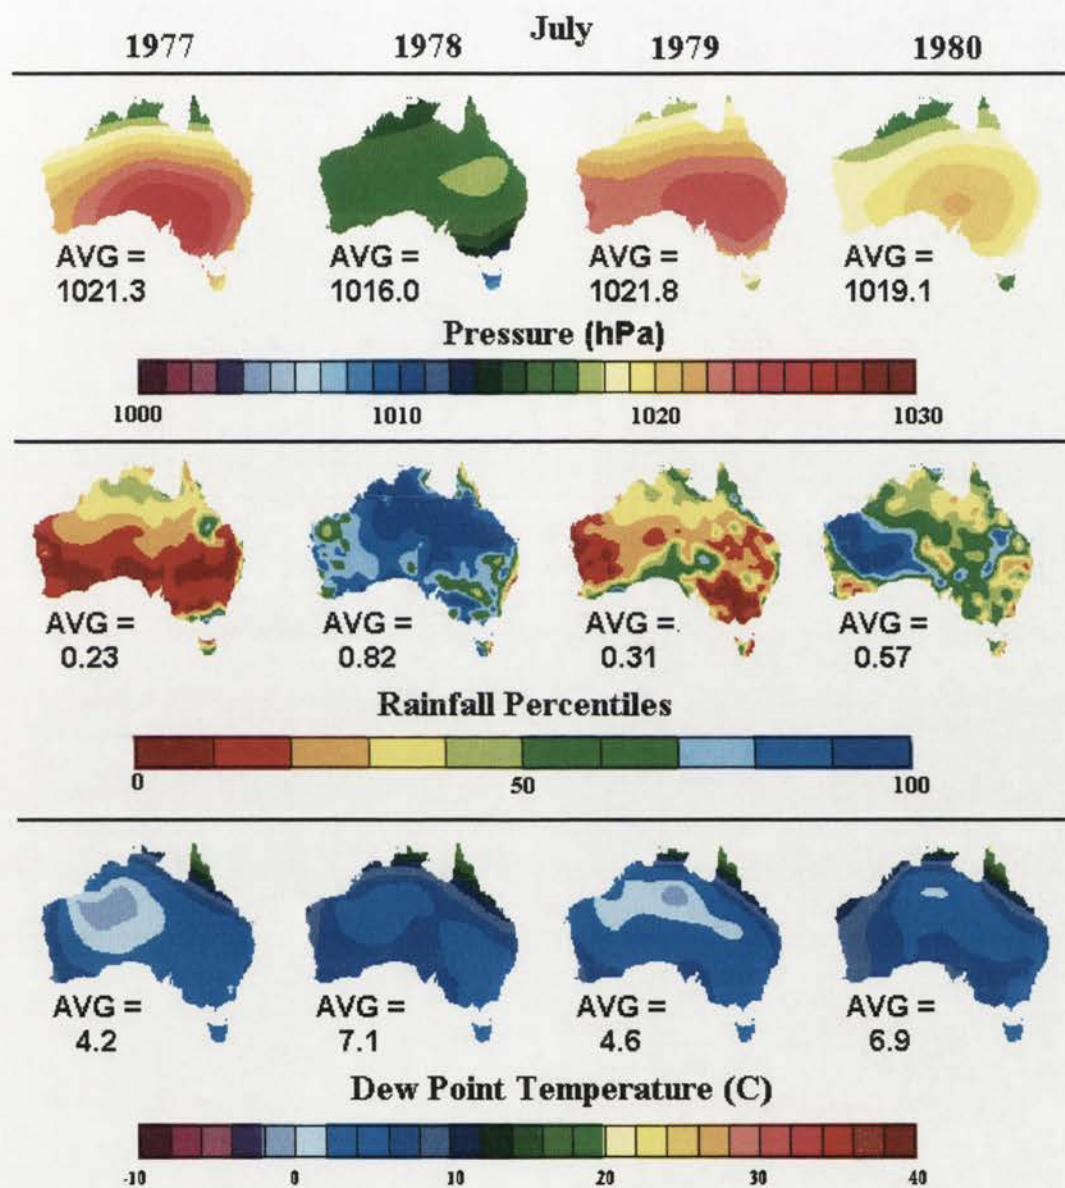 July
1977 1978 1979 1980
AVG = AVG = AVG = AVG =
1021.3 1016.0 1021.8 1019.1
Pressure (hPa)
1000 1010 1020 1030
AVG = AVG = AVG = AVG =
0.23 0.82 0.31 0.57
Rainfall Percentiles
0 50 100
AVG = AVG = AVG = AVG =
4.2 7.1 4.6 6.9
Dew Point Temperature (C)
-10 0 10 20 30 40